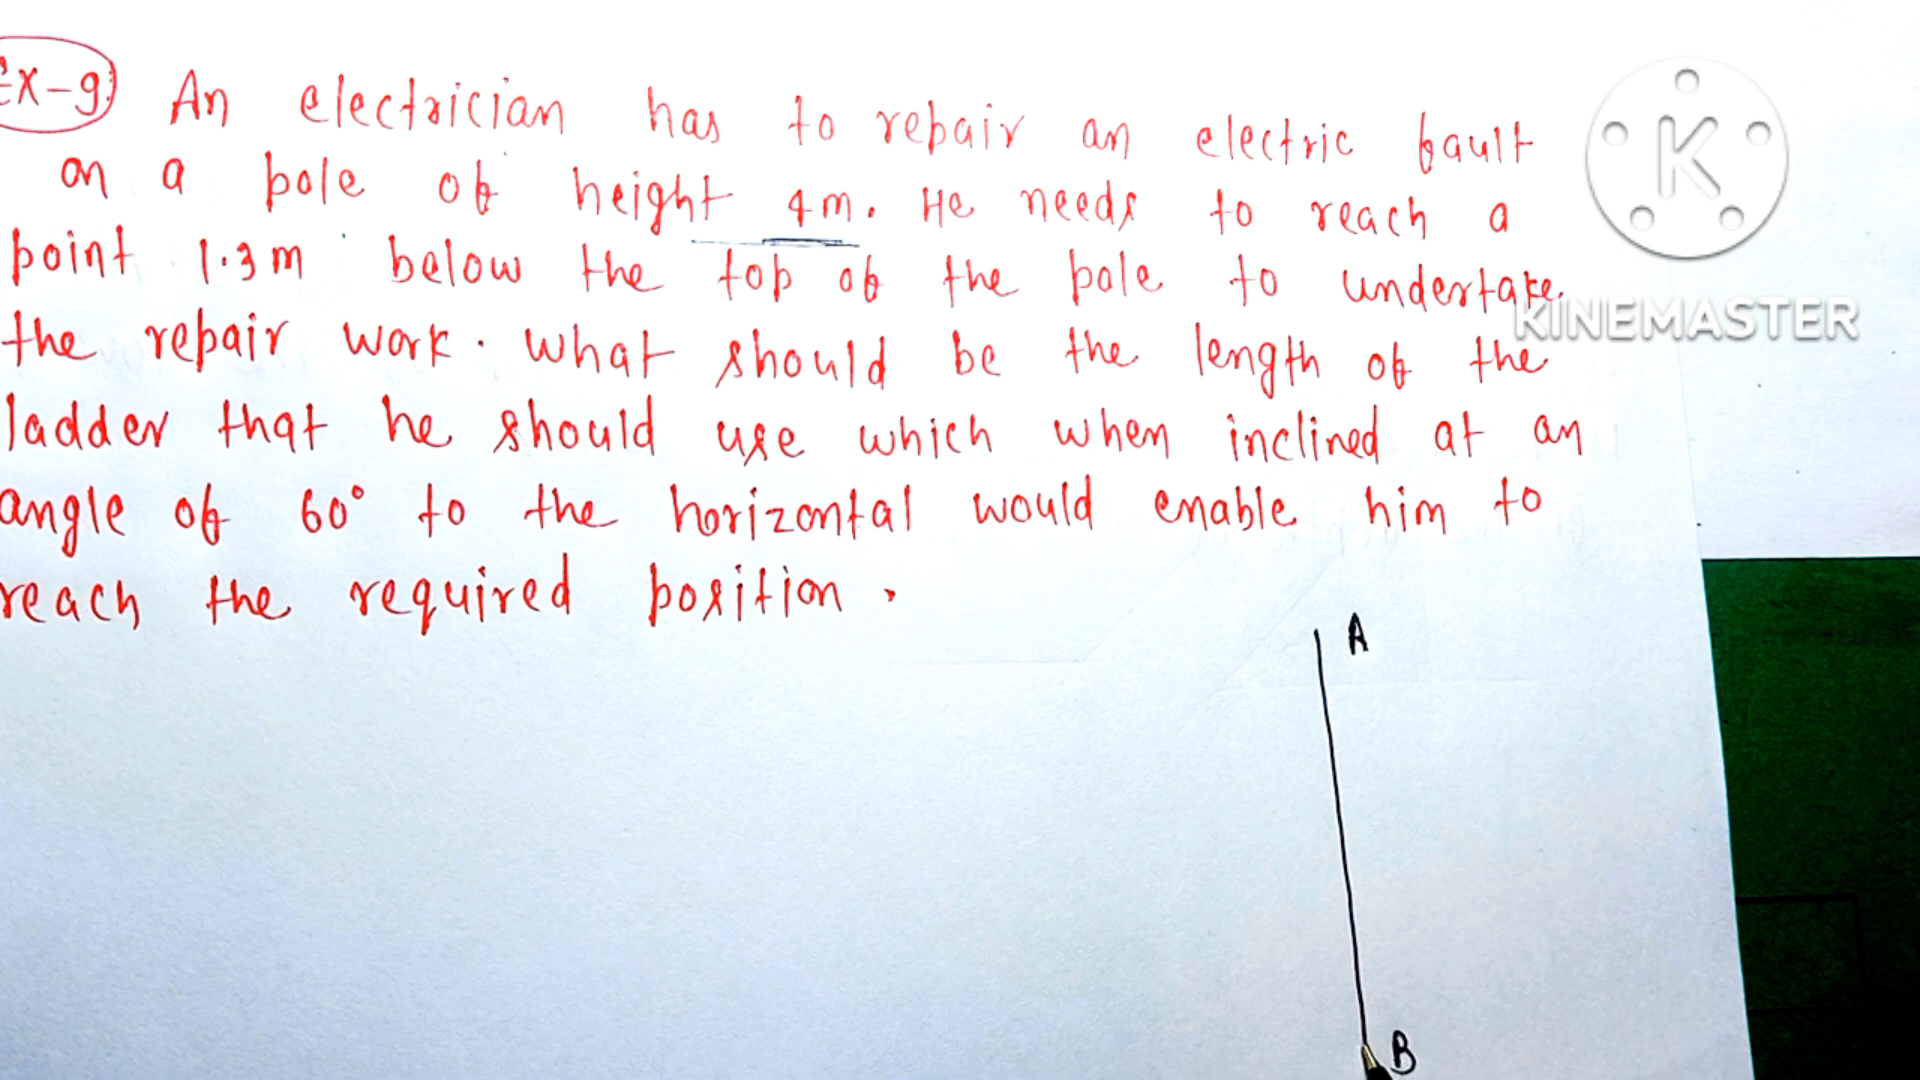 Ex-9) An electrician has to repair an electric fault
on a pole of height 4m. He needs to reach a
point 1.3m below the top of the pole to undertake
the repair work. What should be the length of the
ladder that he should use which when inclined at an
angle of 60° to the horizontal would enable him to
reach the required position.
K
KINEMASTER
A
B